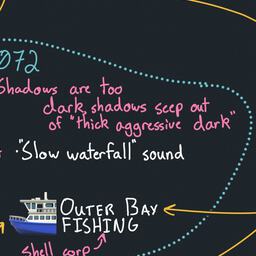 072
Shadows are too
dark, shadows seep out
of "thick aggressive dark"
"Slow waterfall" sound
OUTER BAY
FISHING
Shell corp